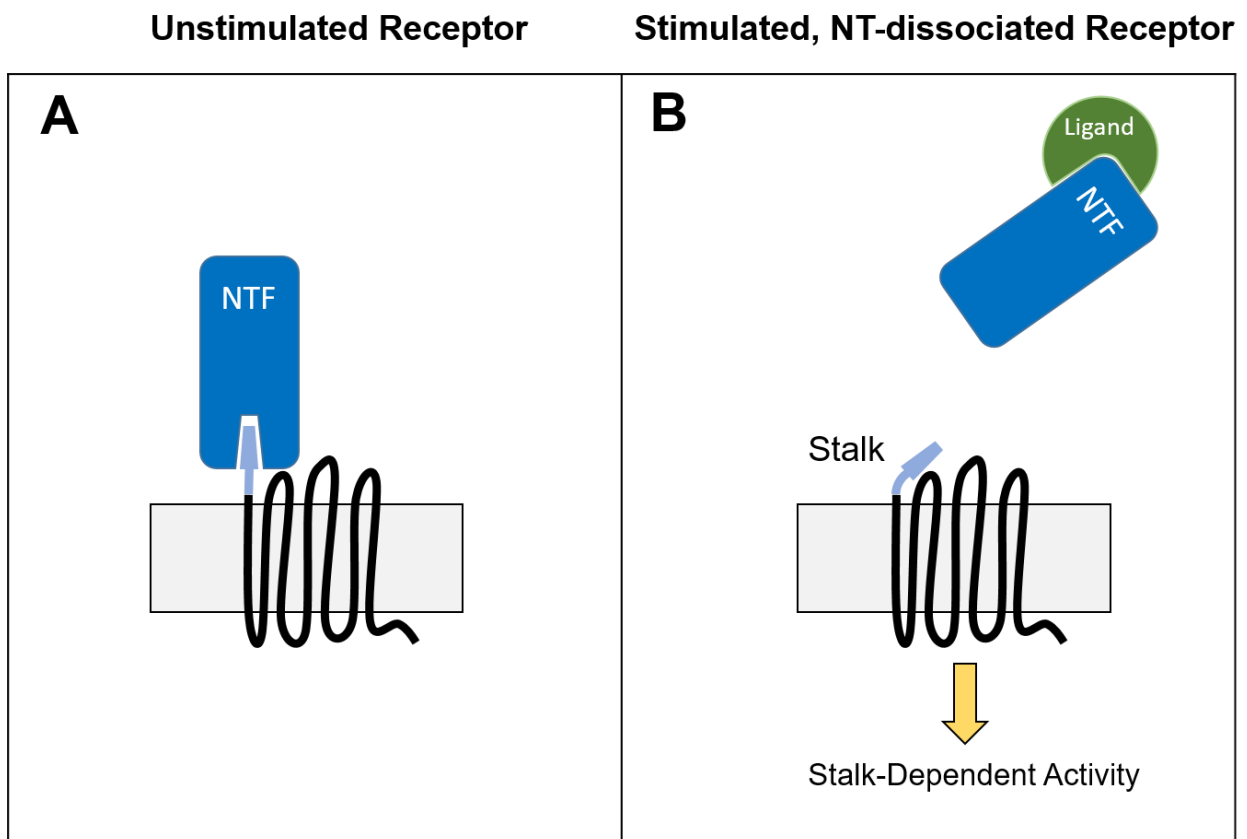 Unstimulated Receptor
Stimulated, NT-dissociated Receptor
A
NTF
B
Ligand
NTF
Stalk
Stalk-Dependent Activity